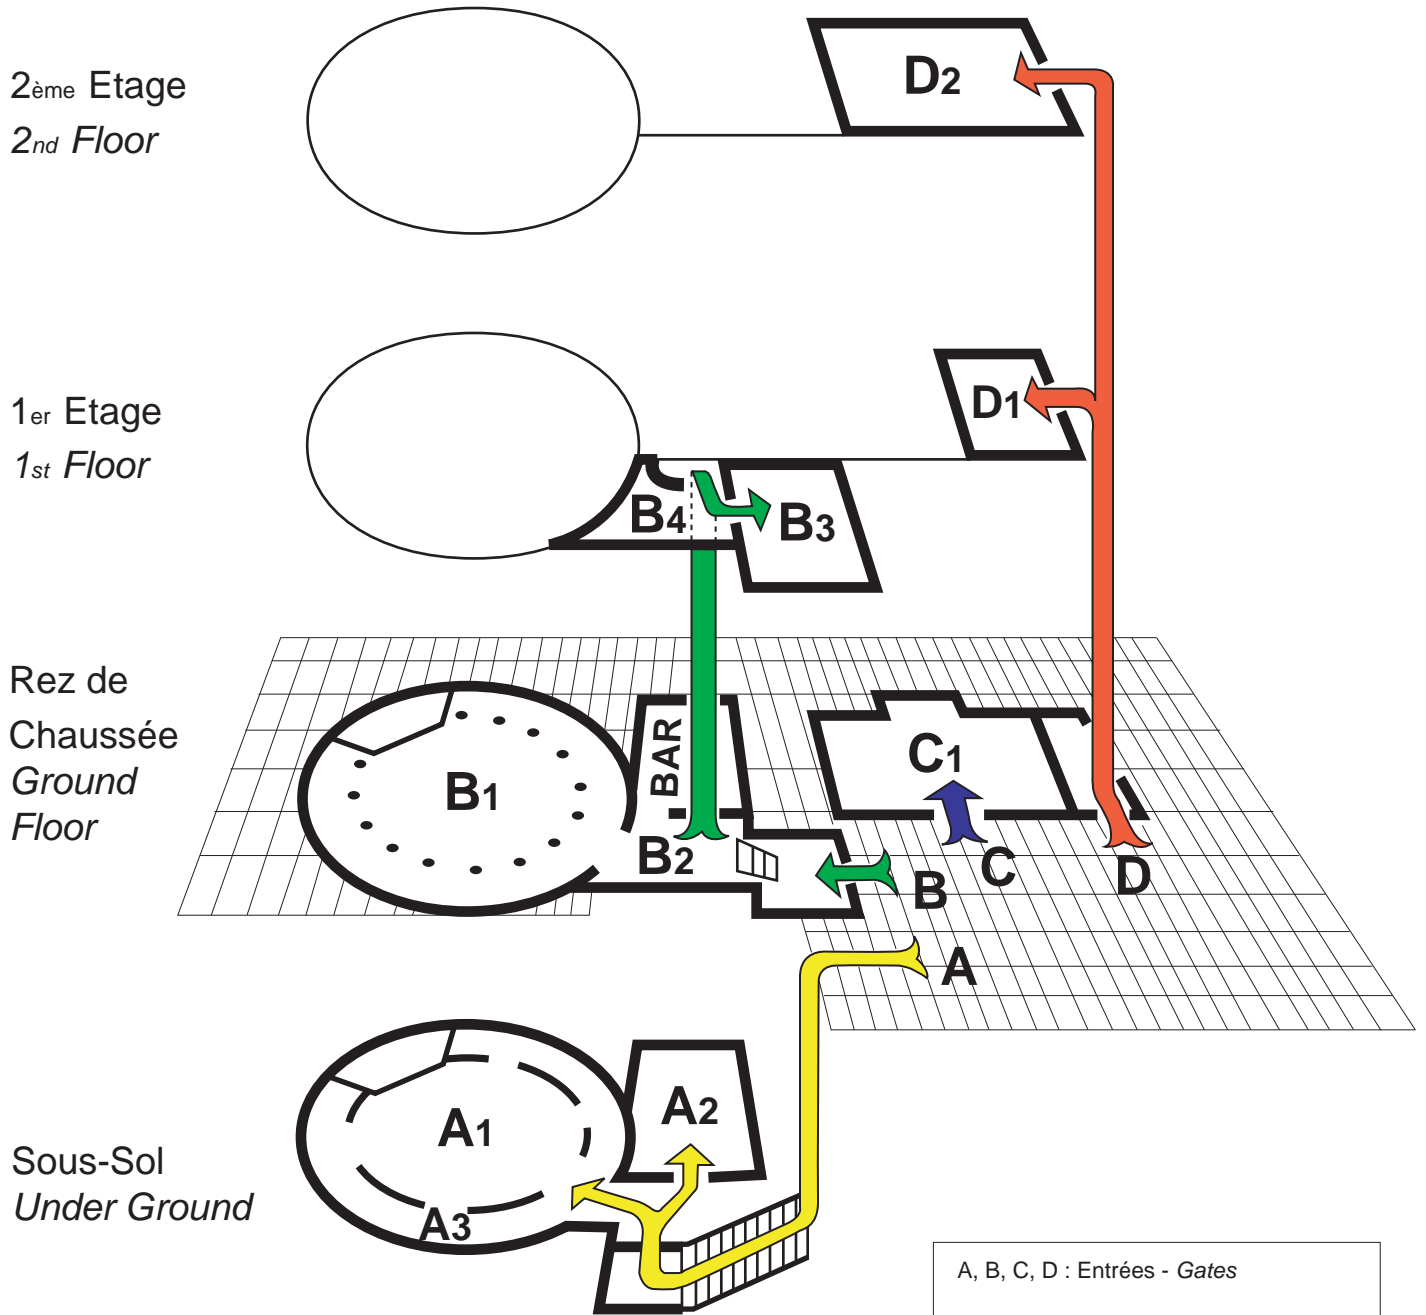 2ème Etage
2nd Floor
D2
1er Etage
1st Floor
D1
B4
B3
Rez de
Chaussée
Ground
Floor
BAR
B1
C1
B2
B
C
D
A
Sous-Sol
Under Ground
A1
A2
A3
A, B, C, D : Entrées - Gates